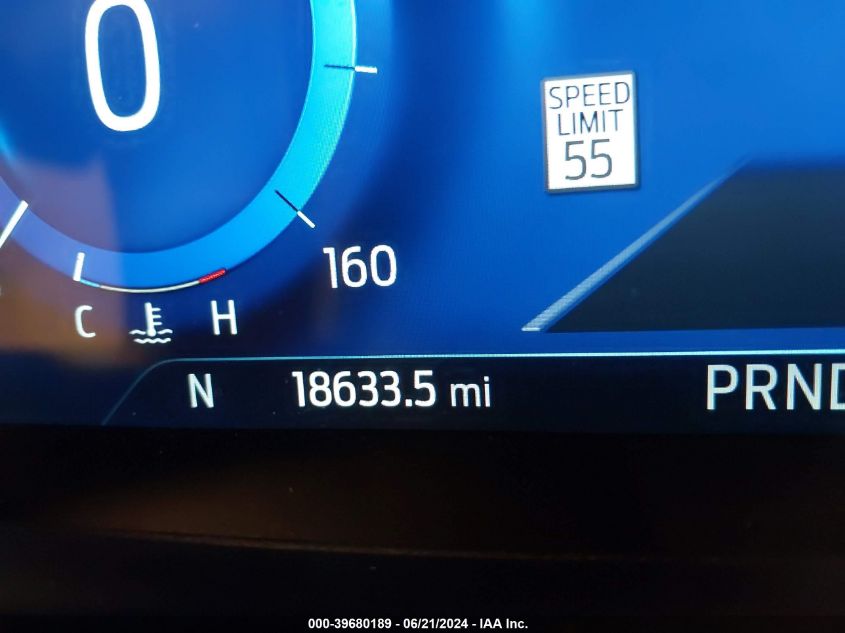 0
SPEED
LIMIT
55
160
C H
N 18633.5 mi PRND
000-39680189 - 06/21/2024 - IAA Inc.